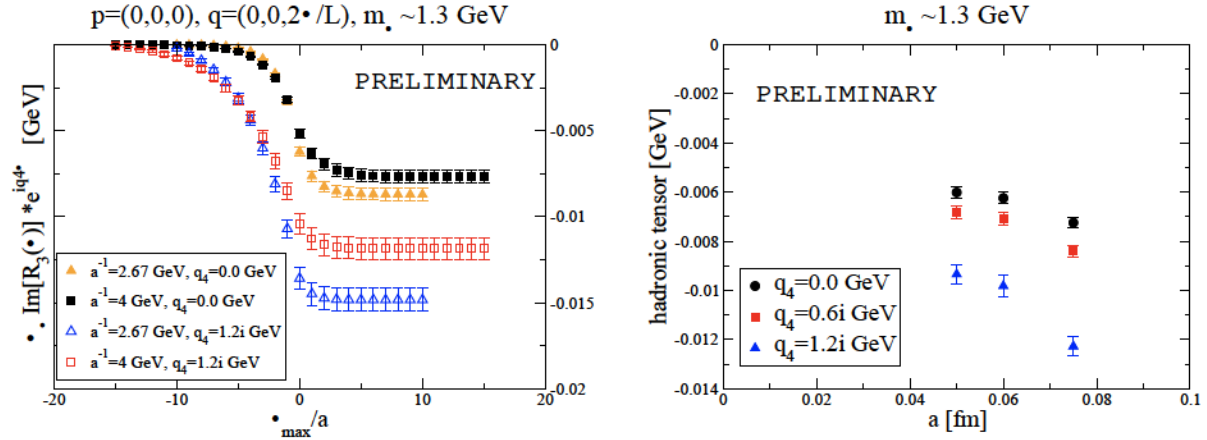 p=(0,0,0), q=(0,0,2•/L), m• ~1.3 GeV
PRELIMINARY
•• Im[R3(•)] *e^iq4• [GeV]
0
-0.005
-0.01
-0.015
-0.02
a^-1=2.67 GeV, q4=0.0 GeV
a^-1=4 GeV, q4=0.0 GeV
a^-1=2.67 GeV, q4=1.2i GeV
a^-1=4 GeV, q4=1.2i GeV
-20 -10 0 10 20
•max/a
m• ~1.3 GeV
PRELIMINARY
hadronic tensor [GeV]
0
-0.002
-0.004
-0.006
-0.008
-0.01
-0.012
-0.014
q4=0.0 GeV
q4=0.6i GeV
q4=1.2i GeV
0 0.02 0.04 0.06 0.08 0.1
a [fm]